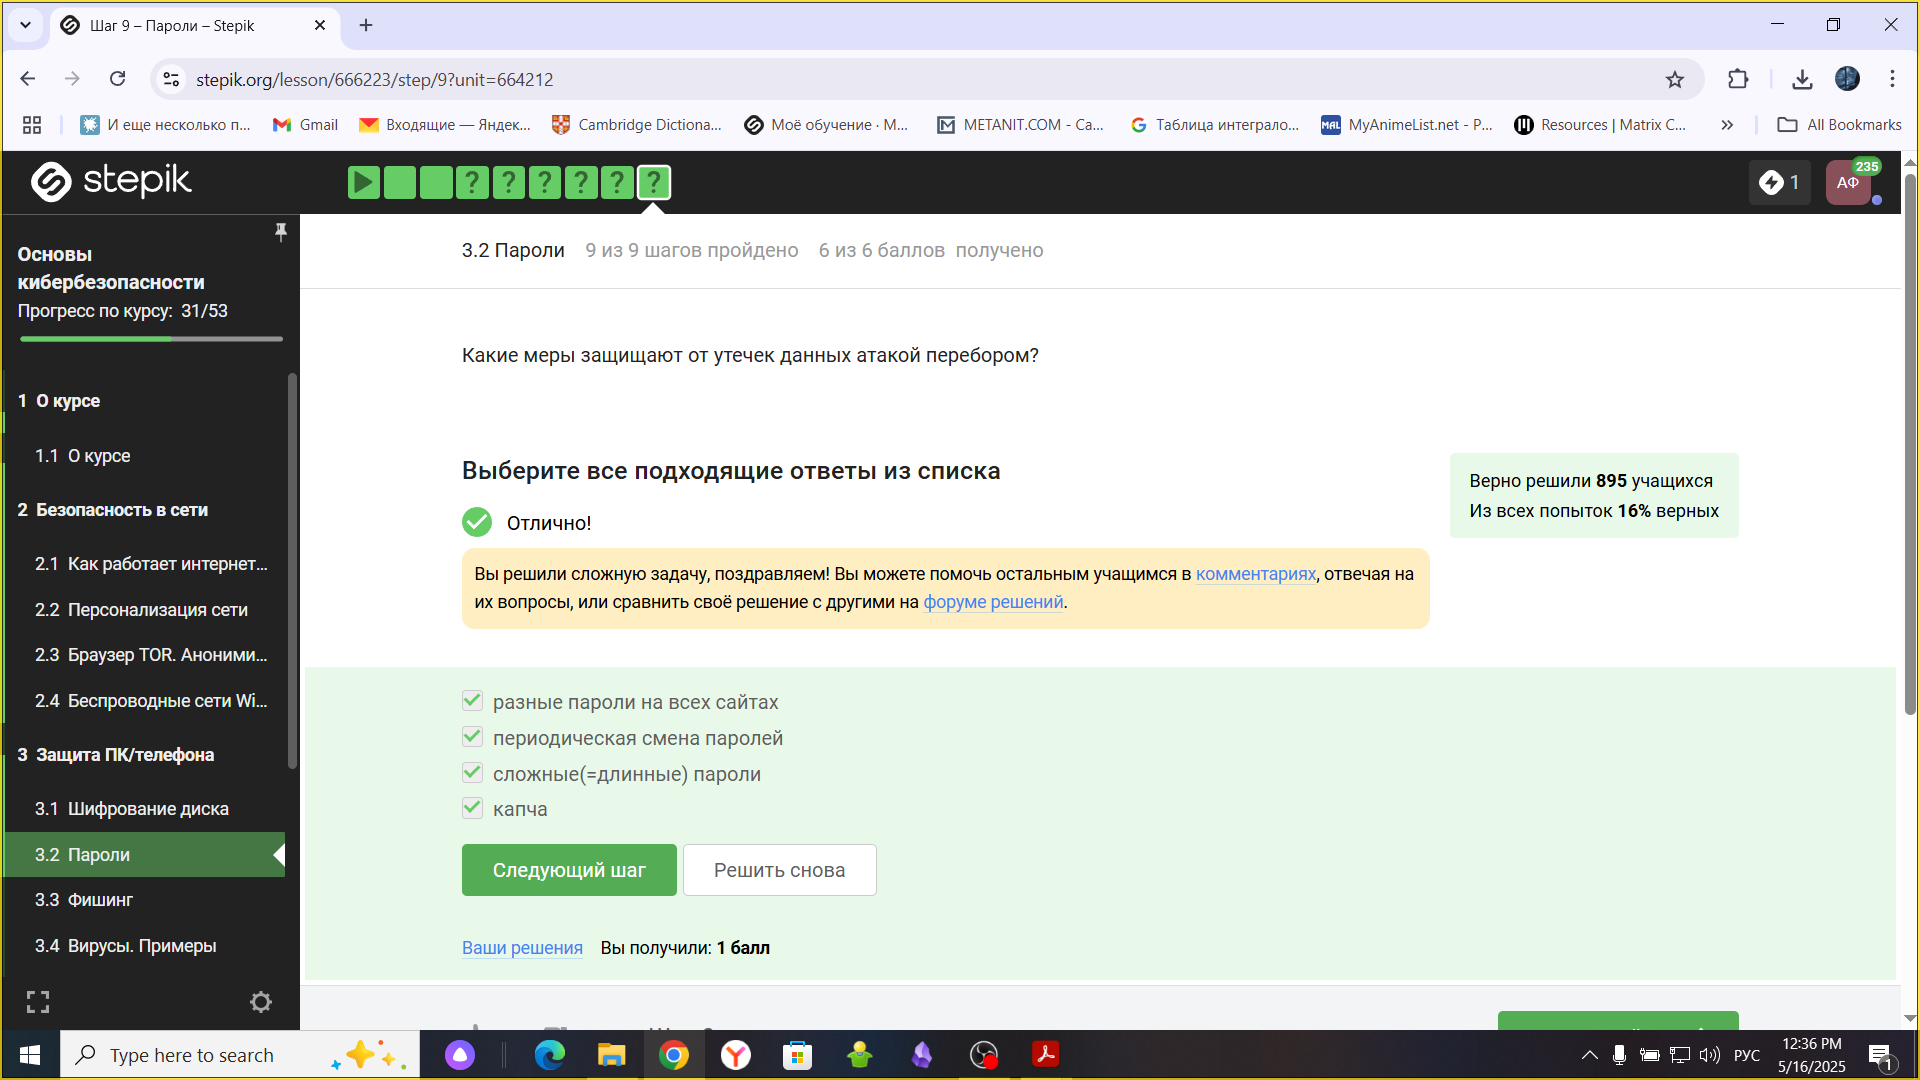 Шаг 9 – Пароли – Stepik
stepik.org/lesson/666223/step/9?unit=664212
И еще несколько п...
Gmail
Входящие — Яндек...
Cambridge Dictiona...
Моё обучение · M...
METANIT.COM - Са...
Таблица интеграло...
MAL
MyAnimeList.net - P...
Resources | Matrix C...
All Bookmarks
stepik
? ? ? ? ? ?
1
АФ
235
Основы
кибербезопасности
Прогресс по курсу: 31/53
1 О курсе
1.1 О курсе
2 Безопасность в сети
2.1 Как работает интернет...
2.2 Персонализация сети
2.3 Браузер TOR. Аноними...
2.4 Беспроводные сети Wi...
3 Защита ПК/телефона
3.1 Шифрование диска
3.2 Пароли
3.3 Фишинг
3.4 Вирусы. Примеры
3.2 Пароли 9 из 9 шагов пройдено 6 из 6 баллов получено
Какие меры защищают от утечек данных атакой перебором?
Выберите все подходящие ответы из списка
Отлично!
Верно решили 895 учащихся
Из всех попыток 16% верных
Вы решили сложную задачу, поздравляем! Вы можете помочь остальным учащимся в комментариях, отвечая на
их вопросы, или сравнить своё решение с другими на форуме решений.
разные пароли на всех сайтах
периодическая смена паролей
сложные(=длинные) пароли
капча
Следующий шаг
Решить снова
Ваши решения Вы получили: 1 балл
Type here to search
РУС
12:36 PM
5/16/2025
1